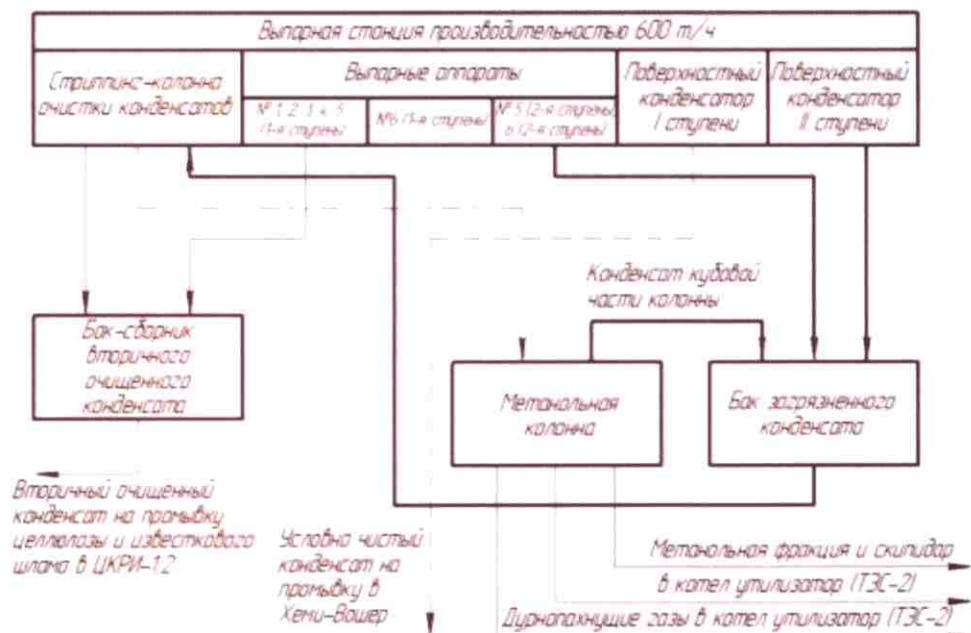 Выпарная станция производительностью 600 т/ч
Стриппинг-колонна
очистки конденсатов
Выпарные аппараты
№ 1, 2, 3, 4, 5
(1-я ступень)
№6 (1-я ступень)
№ 5 (2-я ступень),
6 (2-я ступень)
Поверхностный
конденсатор
I ступени
Поверхностный
конденсатор
II ступени
Конденсат кубовой
части колонны
Бак-сборник
вторичного
очищенного
конденсата
Метанольная
колонна
Бак загрязненного
конденсата
Вторичный очищенный
конденсат на промывку
целлюлозы и известкового
шлама в ЦКРИ-1,2
Условно чистый
конденсат на
промывку в
Хеми-Вошер
Метанольная фракция и скипидар
в котел утилизатор (ТЭС-2)
Дурнопахнущие газы в котел утилизатор (ТЭС-2)